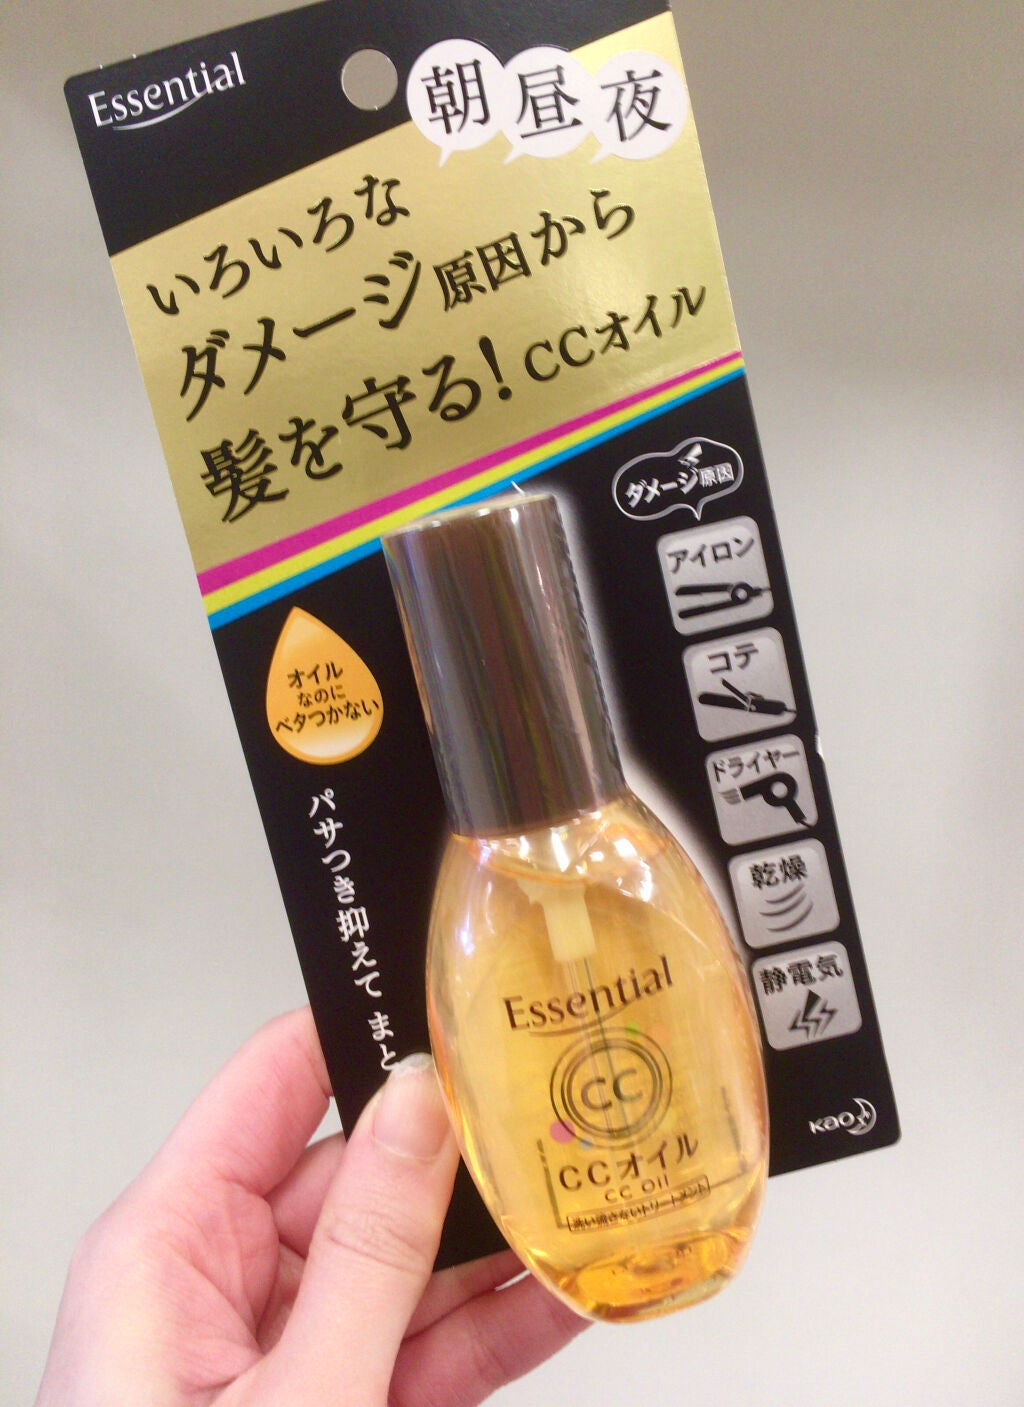 Essential
朝 昼 夜
いろいろな
ダメージ原因から
髪を守る! CCオイル
ダメージ原因
アイロン
コテ
ドライヤー
乾燥
静電気
オイル
なのに
ベタつかない
パサつき抑えて まと
Essential
CC
CCオイル
CC OIL
洗い流さないトリートメント
Kao